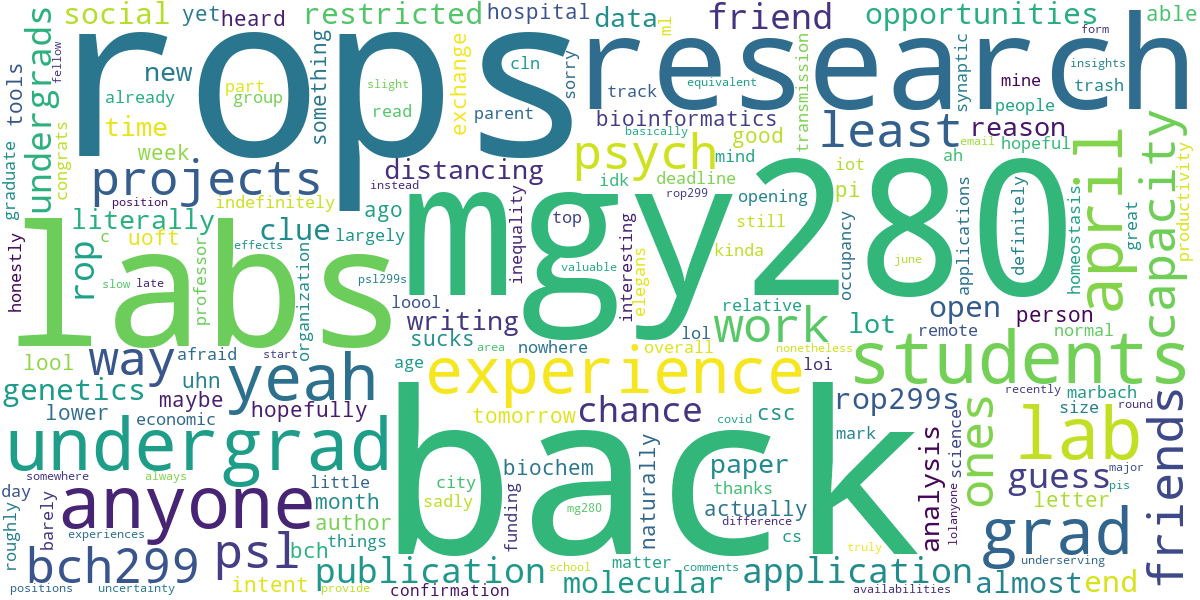 rops
research
mgy280
labs
back
students
experience
undergrad
anyone
lab
grad
yeah
psych
work
way
april
capacity
projects
least
friend
friends
bch299
psl
publication
application
ones
undergrads
restricted
social
yet
heard
hospital
data
opportunities
able
form
tools
fellow
new
already
part
group
time
week
congrats
graduate
position
indefinitely
something
slight
read
exchange
cln
parent
sorry
track
ml
equivalent
bioinformatics
basically
good
transmission
synaptic
mine
people
insights
trash
reason
email
hopeful
ah
distancing
instead
mind
idk
deadline
rop299
iot
pi
opening
still
kinda
literally
rop
uoft
c
ago
clue
largely
top
inequality
interesting
elegans
valuable
honestly
slow
late
professor
effects
organization
psl299s
loool
writing
sucks
nowhere
area
age
lol
overall
relative
june
nonetheless
loi
occupancy
applications
definitely
homeostasis
great
productivity
open
person
remote
normal
lot
lool
afraid
start
genetics
uhn
maybe
lower
economic
hopefully
tomorrow
chance
covid
csc
rop299s
recently
marbach
size
round
mark
science
guess
letter
major
pis
somewhere
always
day
roughly
experiences
barely
positions
uncertainty
little
month
author
things
bch
intent
provide
city
sadly
biochem
funding
mg280
naturally
paper
thanks
actually
difference
cs
truly
analysis
lolanyone
underserving
school
matter
comments
confirmation
molecular
availabilities
almost
end